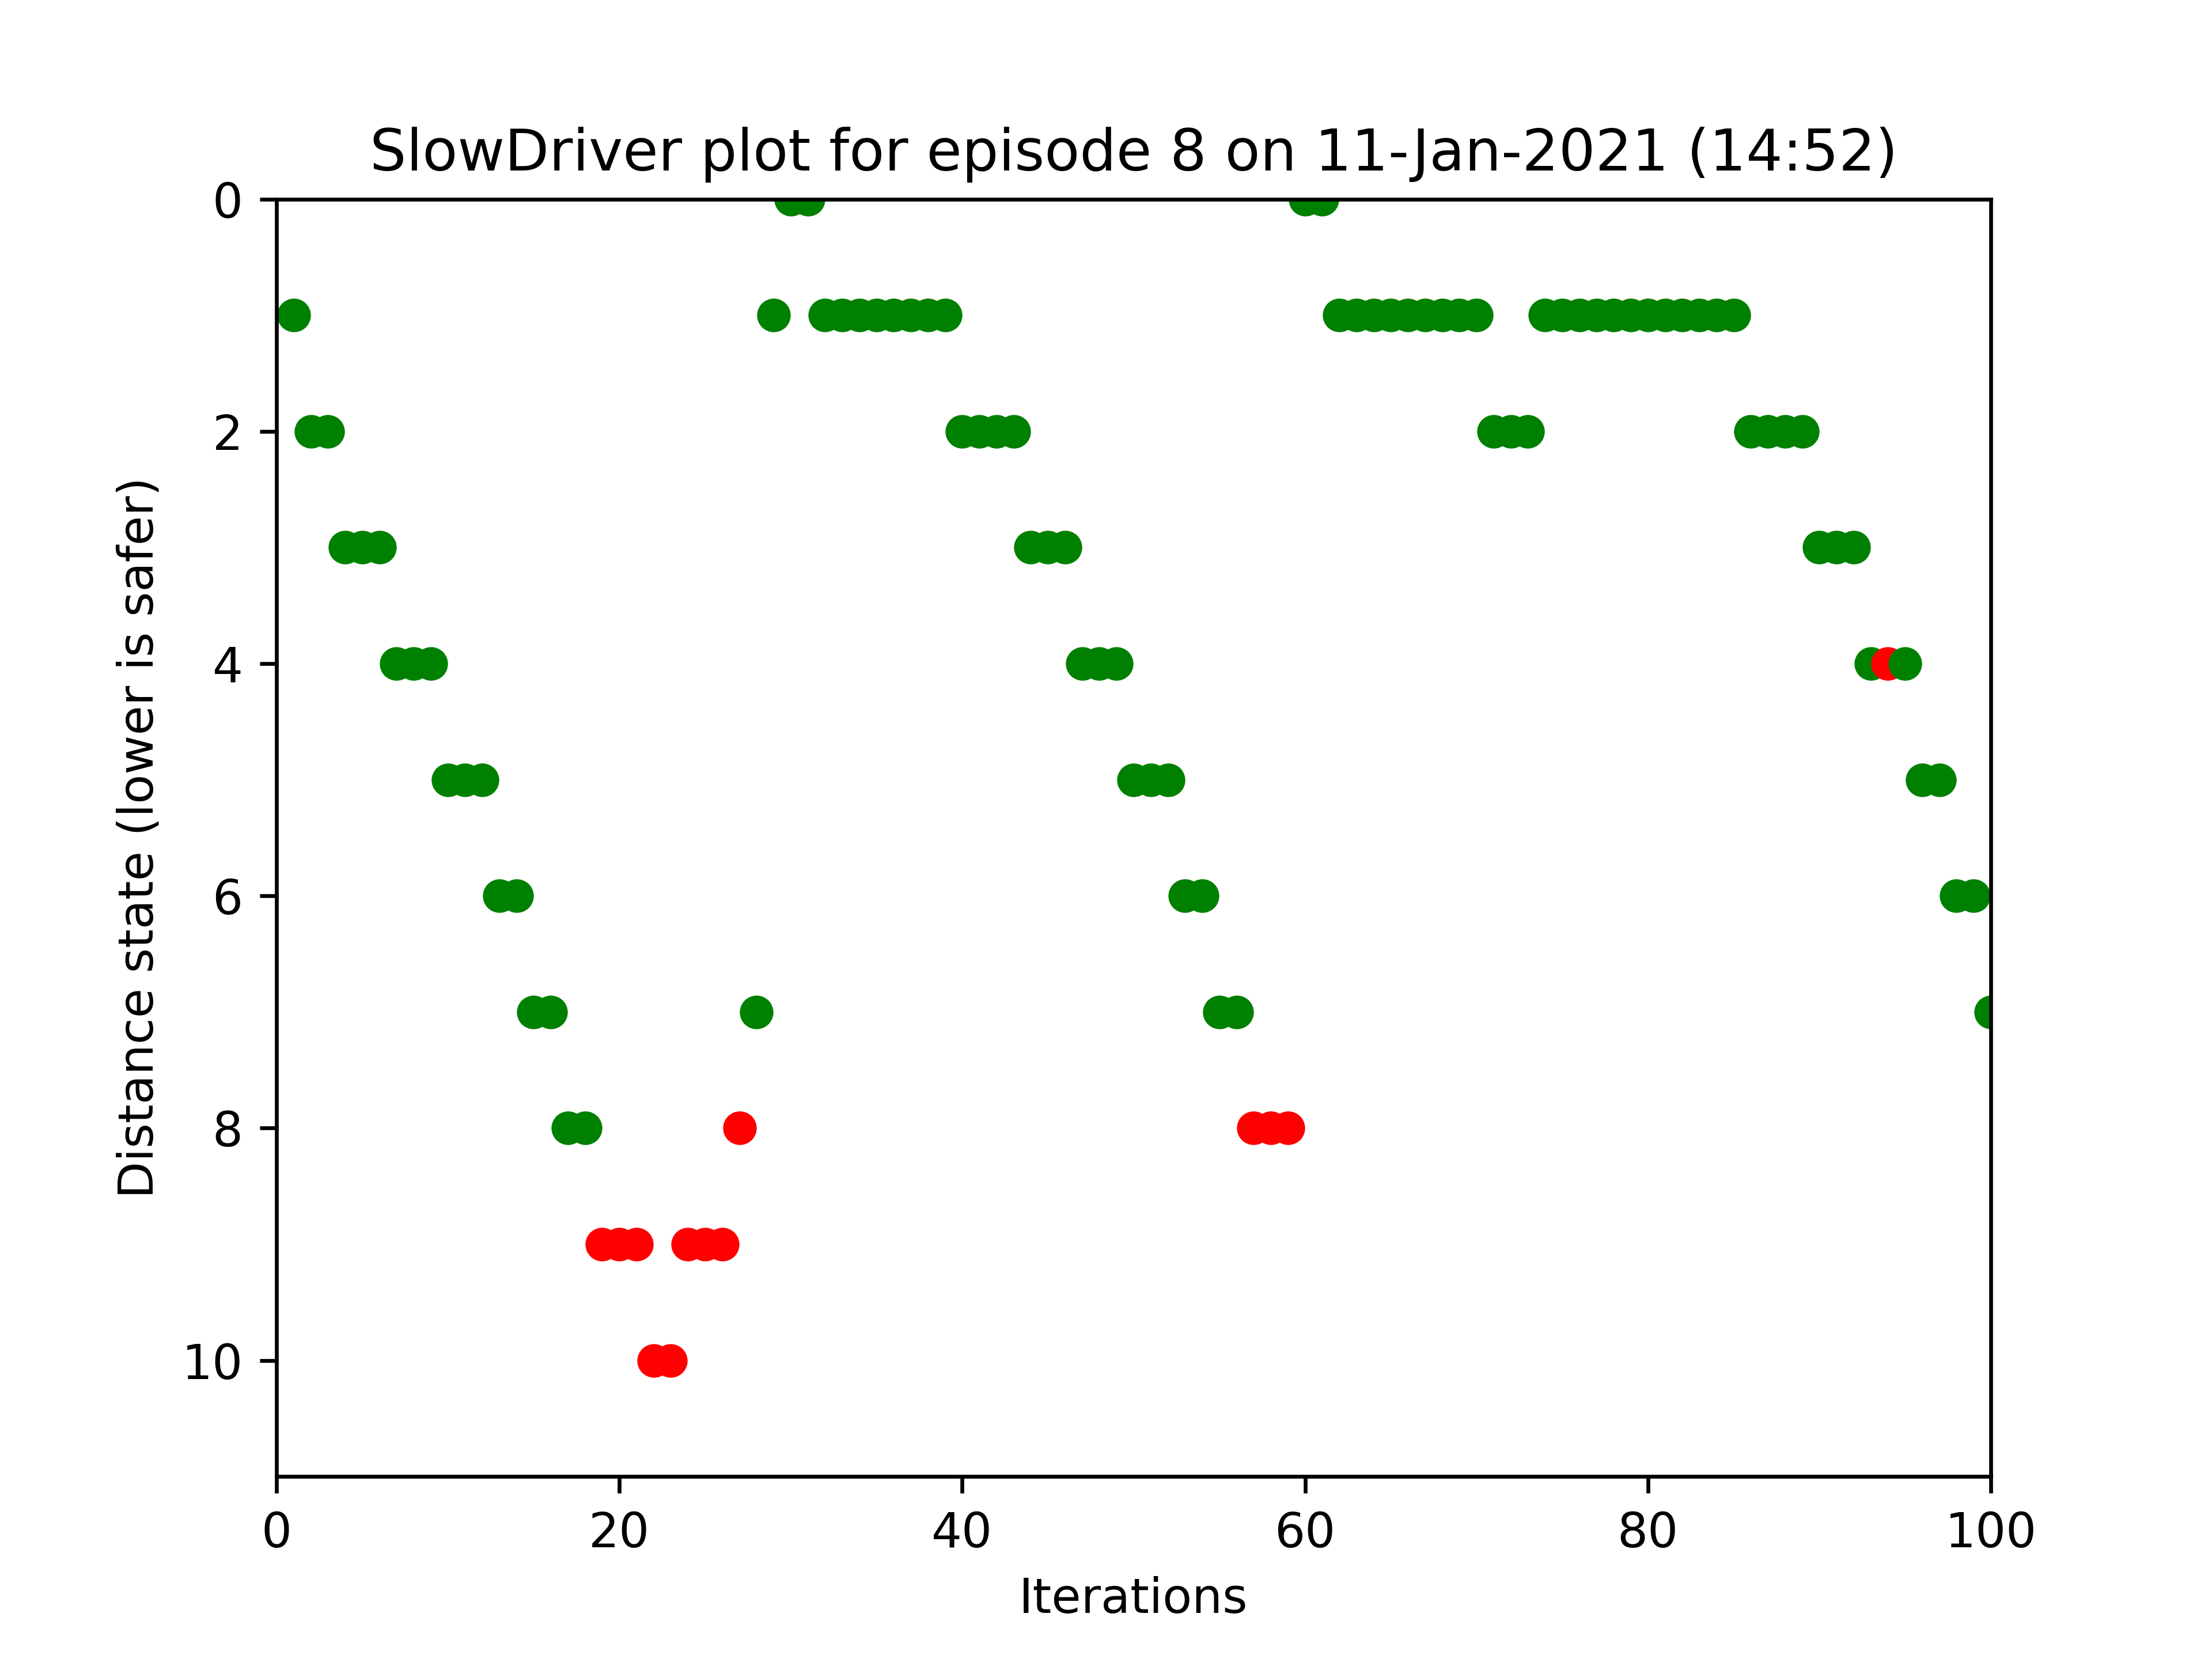 SlowDriver plot for episode 8 on 11-Jan-2021 (14:52)
0
2
4
6
8
10
Distance state (lower is safer)
0 20 40 60 80 100
Iterations